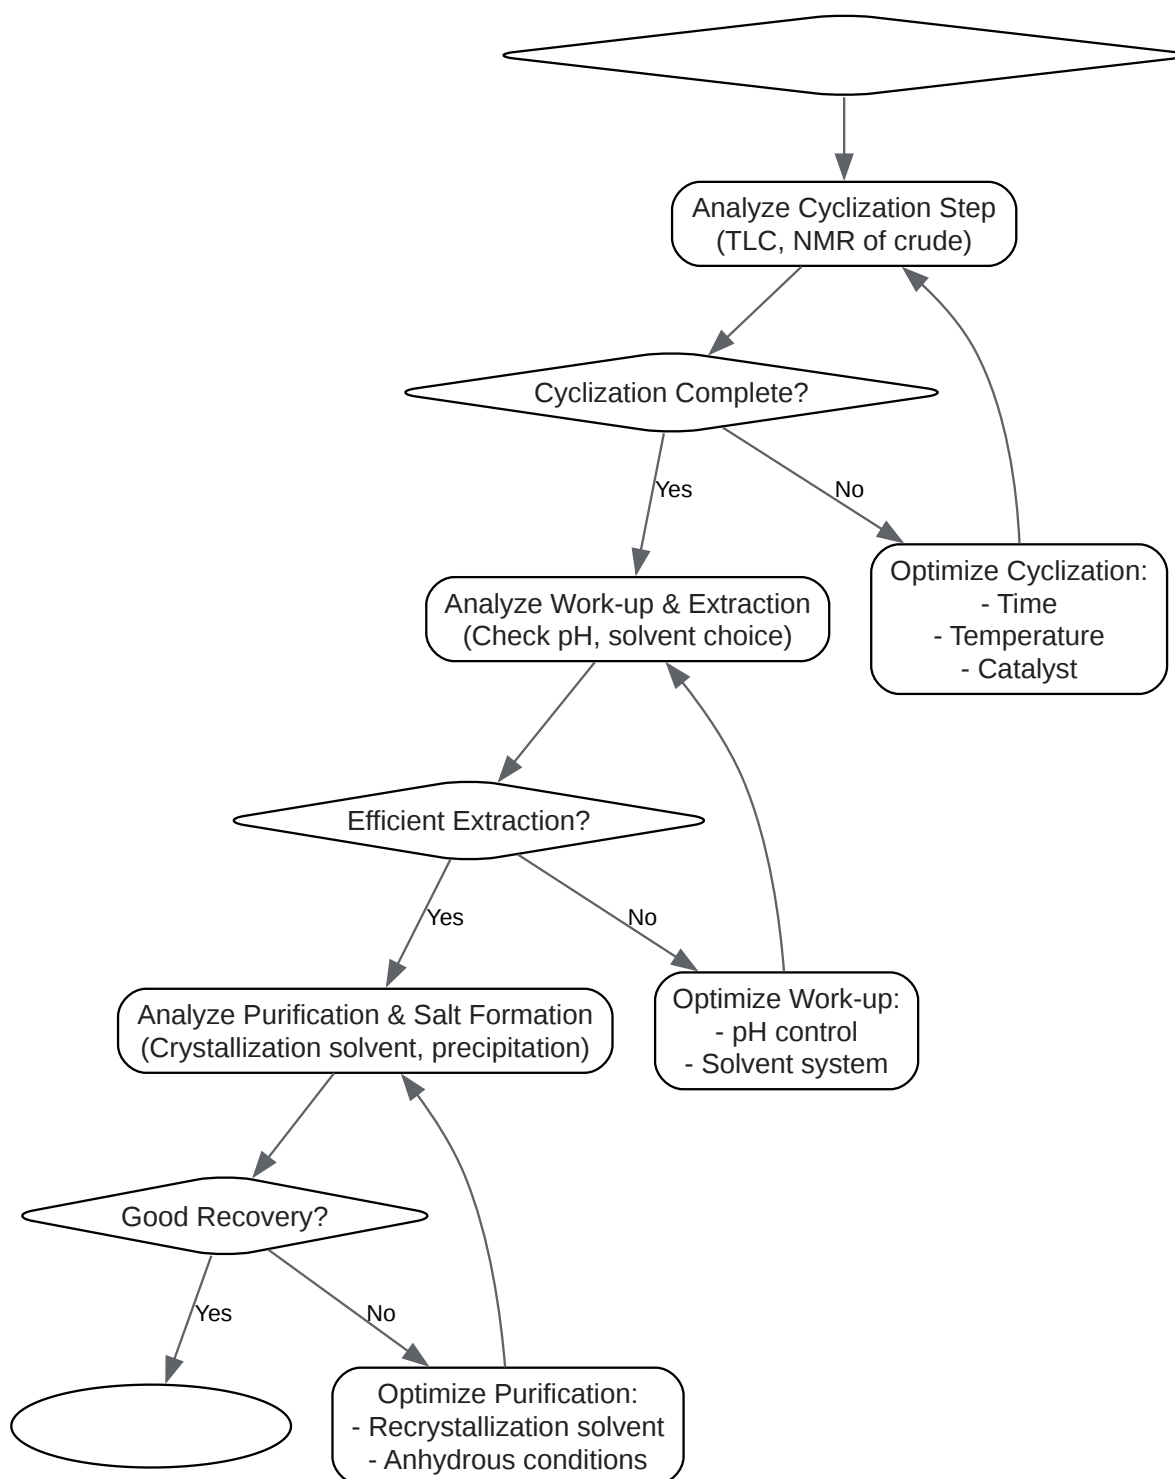 Analyze Cyclization Step
(TLC, NMR of crude)
Cyclization Complete?
Yes
No
Optimize Cyclization:
- Time
- Temperature
- Catalyst
Analyze Work-up & Extraction
(Check pH, solvent choice)
Efficient Extraction?
Yes
No
Optimize Work-up:
- pH control
- Solvent system
Analyze Purification & Salt Formation
(Crystallization solvent, precipitation)
Good Recovery?
Yes
No
Optimize Purification:
- Recrystallization solvent
- Anhydrous conditions